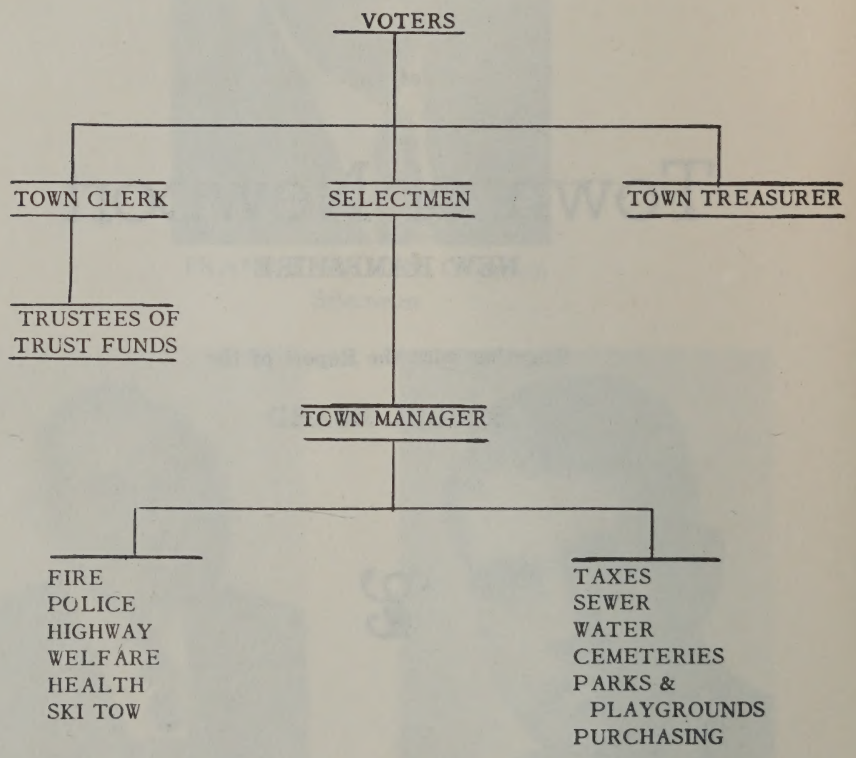 VOTERS
TOWN CLERK
SELECTMEN
TOWN TREASURER
TRUSTEES OF
TRUST FUNDS
TOWN MANAGER
FIRE
POLICE
HIGHWAY
WELFARE
HEALTH
SKI TOW
TAXES
SEWER
WATER
CEMETERIES
PARKS &
PLAYGROUNDS
PURCHASING